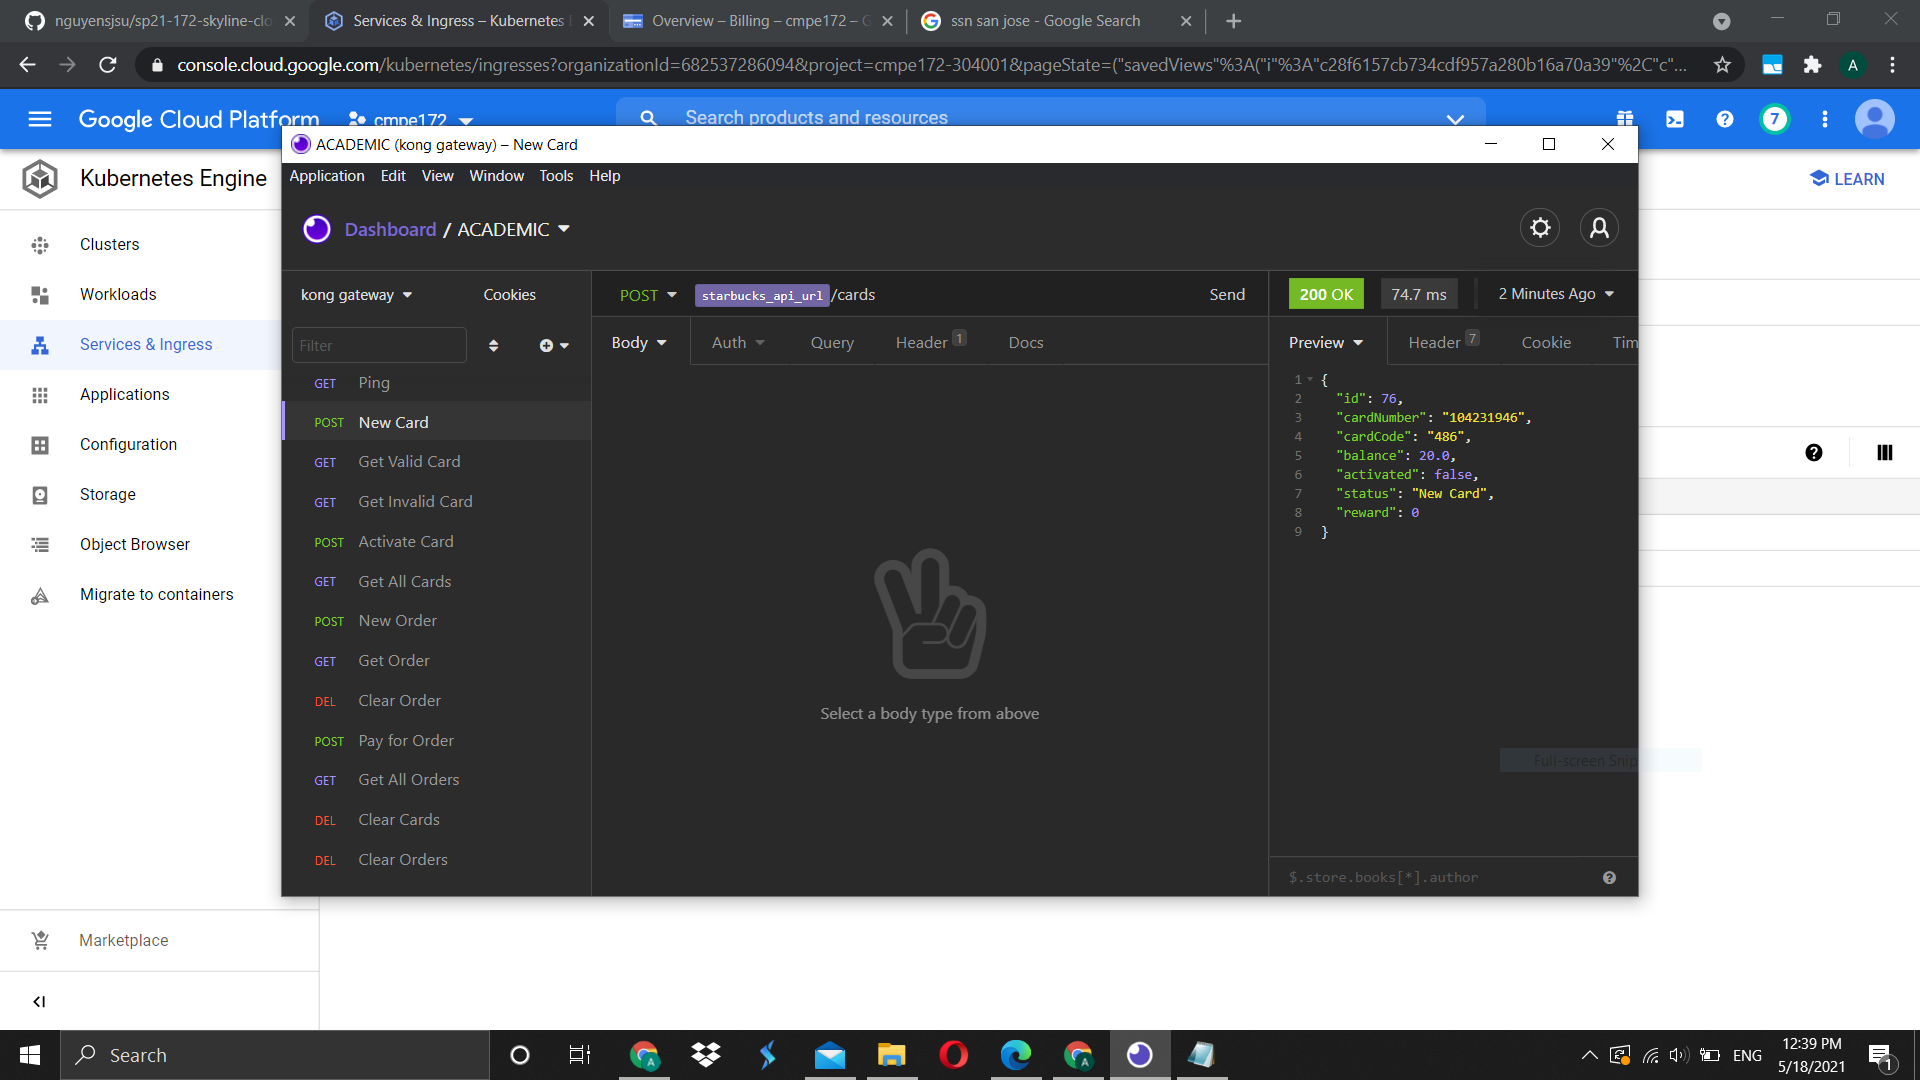 nguyensjsu/sp21-172-skyline-clo
Services & Ingress – Kubernetes
Overview – Billing – cmpe172 – G
ssn san jose - Google Search
console.cloud.google.com/kubernetes/ingresses?organizationId=682537286094&project=cmpe172-304001&pageState=("savedViews"%3A("i"%3A"c28f6157cb734cdf957a280b16a70a39"%2C"c"...
A
Google Cloud Platform
cmpe172
Search products and resources
7
Kubernetes Engine
LEARN
Clusters
Workloads
Services & Ingress
Applications
Configuration
Storage
Object Browser
Migrate to containers
Marketplace
ACADEMIC (kong gateway) – New Card
Application Edit View Window Tools Help
Dashboard / ACADEMIC
kong gateway
Cookies
Filter
GET Ping
POST New Card
GET Get Valid Card
GET Get Invalid Card
POST Activate Card
GET Get All Cards
POST New Order
GET Get Order
DEL Clear Order
POST Pay for Order
GET Get All Orders
DEL Clear Cards
DEL Clear Orders
POST starbucks_api_url/cards
Send
Body Auth Query Header 1 Docs
Select a body type from above
200 OK 74.7 ms 2 Minutes Ago
Preview Header 7 Cookie Tim
1 {
2 "id": 76,
3 "cardNumber": "104231946",
4 "cardCode": "486",
5 "balance": 20.0,
6 "activated": false,
7 "status": "New Card",
8 "reward": 0
9 }
Full-screen Snip
$.store.books[*].author
Search
ENG
12:39 PM
5/18/2021
1